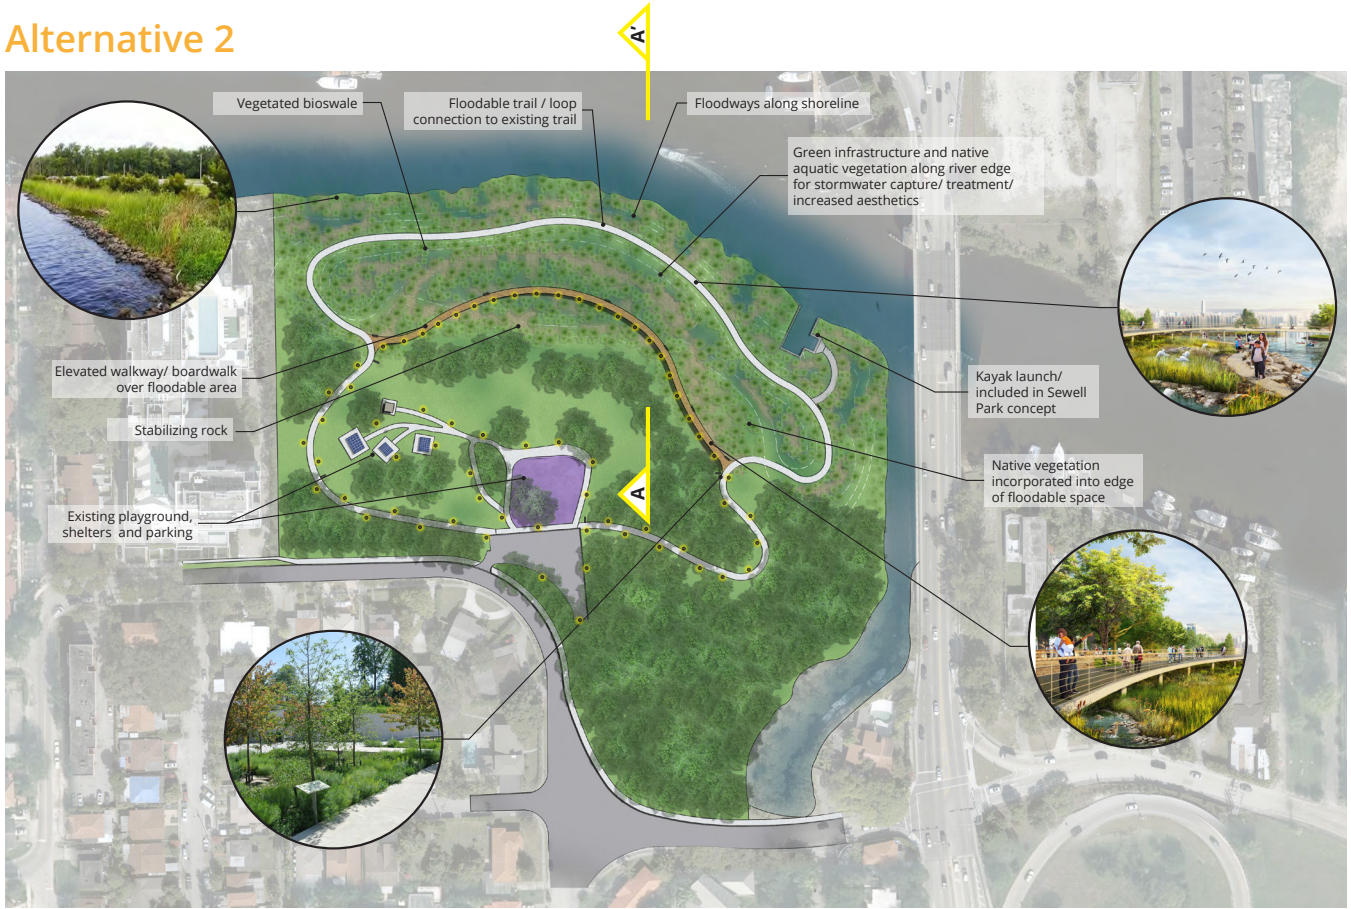 Alternative 2
A'
Vegetated bioswale
Floodable trail / loop
connection to existing trail
Floodways along shoreline
Green infrastructure and native
aquatic vegetation along river edge
for stormwater capture/ treatment/
increased aesthetics
Elevated walkway/ boardwalk
over floodable area
Kayak launch/
included in Sewell
Park concept
Stabilizing rock
Native vegetation
incorporated into edge
of floodable space
A
Existing playground,
shelters and parking